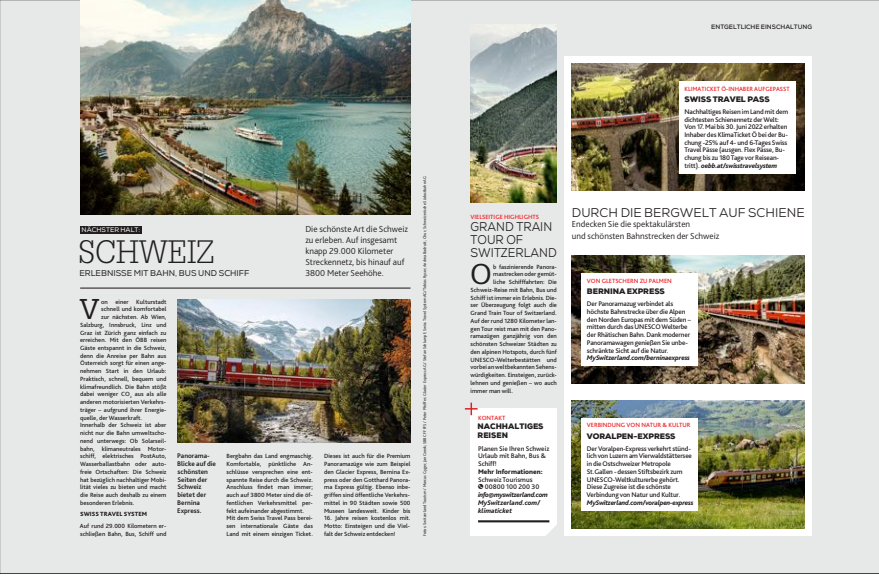 ENTGELTLICHE EINSCHALTUNG
NÄCHSTER HALT:
SCHWEIZ
ERLEBNISSE MIT BAHN, BUS UND SCHIFF
Die schönste Art die Schweiz
zu erleben. Auf insgesamt
knapp 29.000 Kilometer
Streckennetz, bis hinauf auf
3800 Meter Seehöhe.
Von einer Kulturstadt
schnell und komfortabel
zur nächsten. Ab Wien,
Salzburg, Innsbruck, Linz und
Graz ist Zürich ganz einfach zu
erreichen. Mit den ÖBB reisen
Gäste entspannt in die Schweiz,
denn die Anreise per Bahn aus
Österreich sorgt für einen ange-
nehmen Start in den Urlaub:
Praktisch, schnell, bequem und
klimafreundlich. Die Bahn stößt
dabei weniger CO2 aus als alle
anderen motorisierten Verkehrs-
träger – aufgrund ihrer Energie-
quelle, der Wasserkraft.
Innerhalb der Schweiz ist aber
nicht nur die Bahn umweltscho-
nend unterwegs: Ob Solarseil-
bahn, klimaneutrales Motor-
schiff, elektrisches PostAuto,
Wasserballastbahn oder auto-
freie Ortschaften: Die Schweiz
hat bezüglich nachhaltiger Mobi-
lität vieles zu bieten und macht
die Reise auch deshalb zu einem
besonderen Erlebnis.
SWISS TRAVEL SYSTEM
Auf rund 29.000 Kilometern er-
schließen Bahn, Bus, Schiff und
Panorama-
Blicke auf die
schönsten
Seiten der
Schweiz
bietet der
Bernina
Express.
Bergbahn das Land engmaschig.
Komfortable, pünktliche An-
schlüsse versprechen eine ent-
spannte Reise durch die Schweiz.
Anschluss findet man immer;
auch auf 3800 Meter sind die öf-
fentlichen Verkehrsmittel per-
fekt aufeinander abgestimmt.
Mit dem Swiss Travel Pass berei-
sen internationale Gäste das
Land mit einem einzigen Ticket.
Dieses ist auch für die Premium
Panoramazüge wie zum Beispiel
den Glacier Express, Bernina Ex-
press oder den Gotthard Panora-
ma Express gültig. Ebenso inbe-
griffen sind öffentliche Verkehrs-
mittel in 90 Städten sowie 500
Museen landesweit. Kinder bis
16. Jahre reisen kostenlos mit.
Motto: Einsteigen und die Viel-
falt der Schweiz entdecken!
VIELSEITIGE HIGHLIGHTS
GRAND TRAIN
TOUR OF
SWITZERLAND
Ob faszinierende Panora-
mastrecken oder gemüt-
liche Schifffahrten: Die
Schweiz-Reise mit Bahn, Bus und
Schiff ist immer ein Erlebnis. Die-
ser Überzeugung folgt auch die
Grand Train Tour of Switzerland.
Auf der rund 1280 Kilometer lan-
gen Tour reist man mit den Pano-
ramazügen ganzjährig von den
schönsten Schweizer Städten zu
den alpinen Hotspots, durch fünf
UNESCO-Welterbestätten und
vorbei an weltbekannten Sehens-
würdigkeiten. Einsteigen, zurück-
lehnen und genießen – wo auch
immer man will.
KONTAKT
NACHHALTIGES
REISEN
Planen Sie Ihren Schweiz
Urlaub mit Bahn, Bus &
Schiff!
Mehr Informationen:
Schweiz Tourismus
00800 100 200 30
info@myswitzerland.com
MySwitzerland.com/
klimaticket
KLIMATICKET Ö-INHABER AUFGEPASST
SWISS TRAVEL PASS
Nachhaltiges Reisen im Land mit dem
dichtesten Schienennetz der Welt:
Von 17. Mai bis 30. Juni 2022 erhalten
Inhaber des KlimaTicket Ö bei der Bu-
chung -25% auf 4- und 6-Tages Swiss
Travel Pässe (ausgen. Flex Pässe, Bu-
chung bis zu 180 Tage vor Reisean-
tritt). oebb.at/swisstravelsystem
DURCH DIE BERGWELT AUF SCHIENE
Endecken Sie die spektakulärsten
und schönsten Bahnstrecken der Schweiz
VON GLETSCHERN ZU PALMEN
BERNINA EXPRESS
Der Panoramazug verbindet als
höchste Bahnstrecke über die Alpen
den Norden Europas mit dem Süden –
mitten durch das UNESCO Welterbe
der Rhätischen Bahn. Dank moderner
Panoramawagen genießen Sie unbe-
schränkte Sicht auf die Natur.
MySwitzerland.com/berninaexpress
VERBINDUNG VON NATUR & KULTUR
VORALPEN-EXPRESS
Der Voralpen-Express verkehrt stünd-
lich von Luzern am Vierwaldstättersee
in die Ostschweizer Metropole
St. Gallen - dessen Stiftsbezirk zum
UNESCO-Weltkulturerbe gehört.
Diese Zugreise ist die schönste
Verbindung von Natur und Kultur.
MySwitzerland.com/voralpen-express